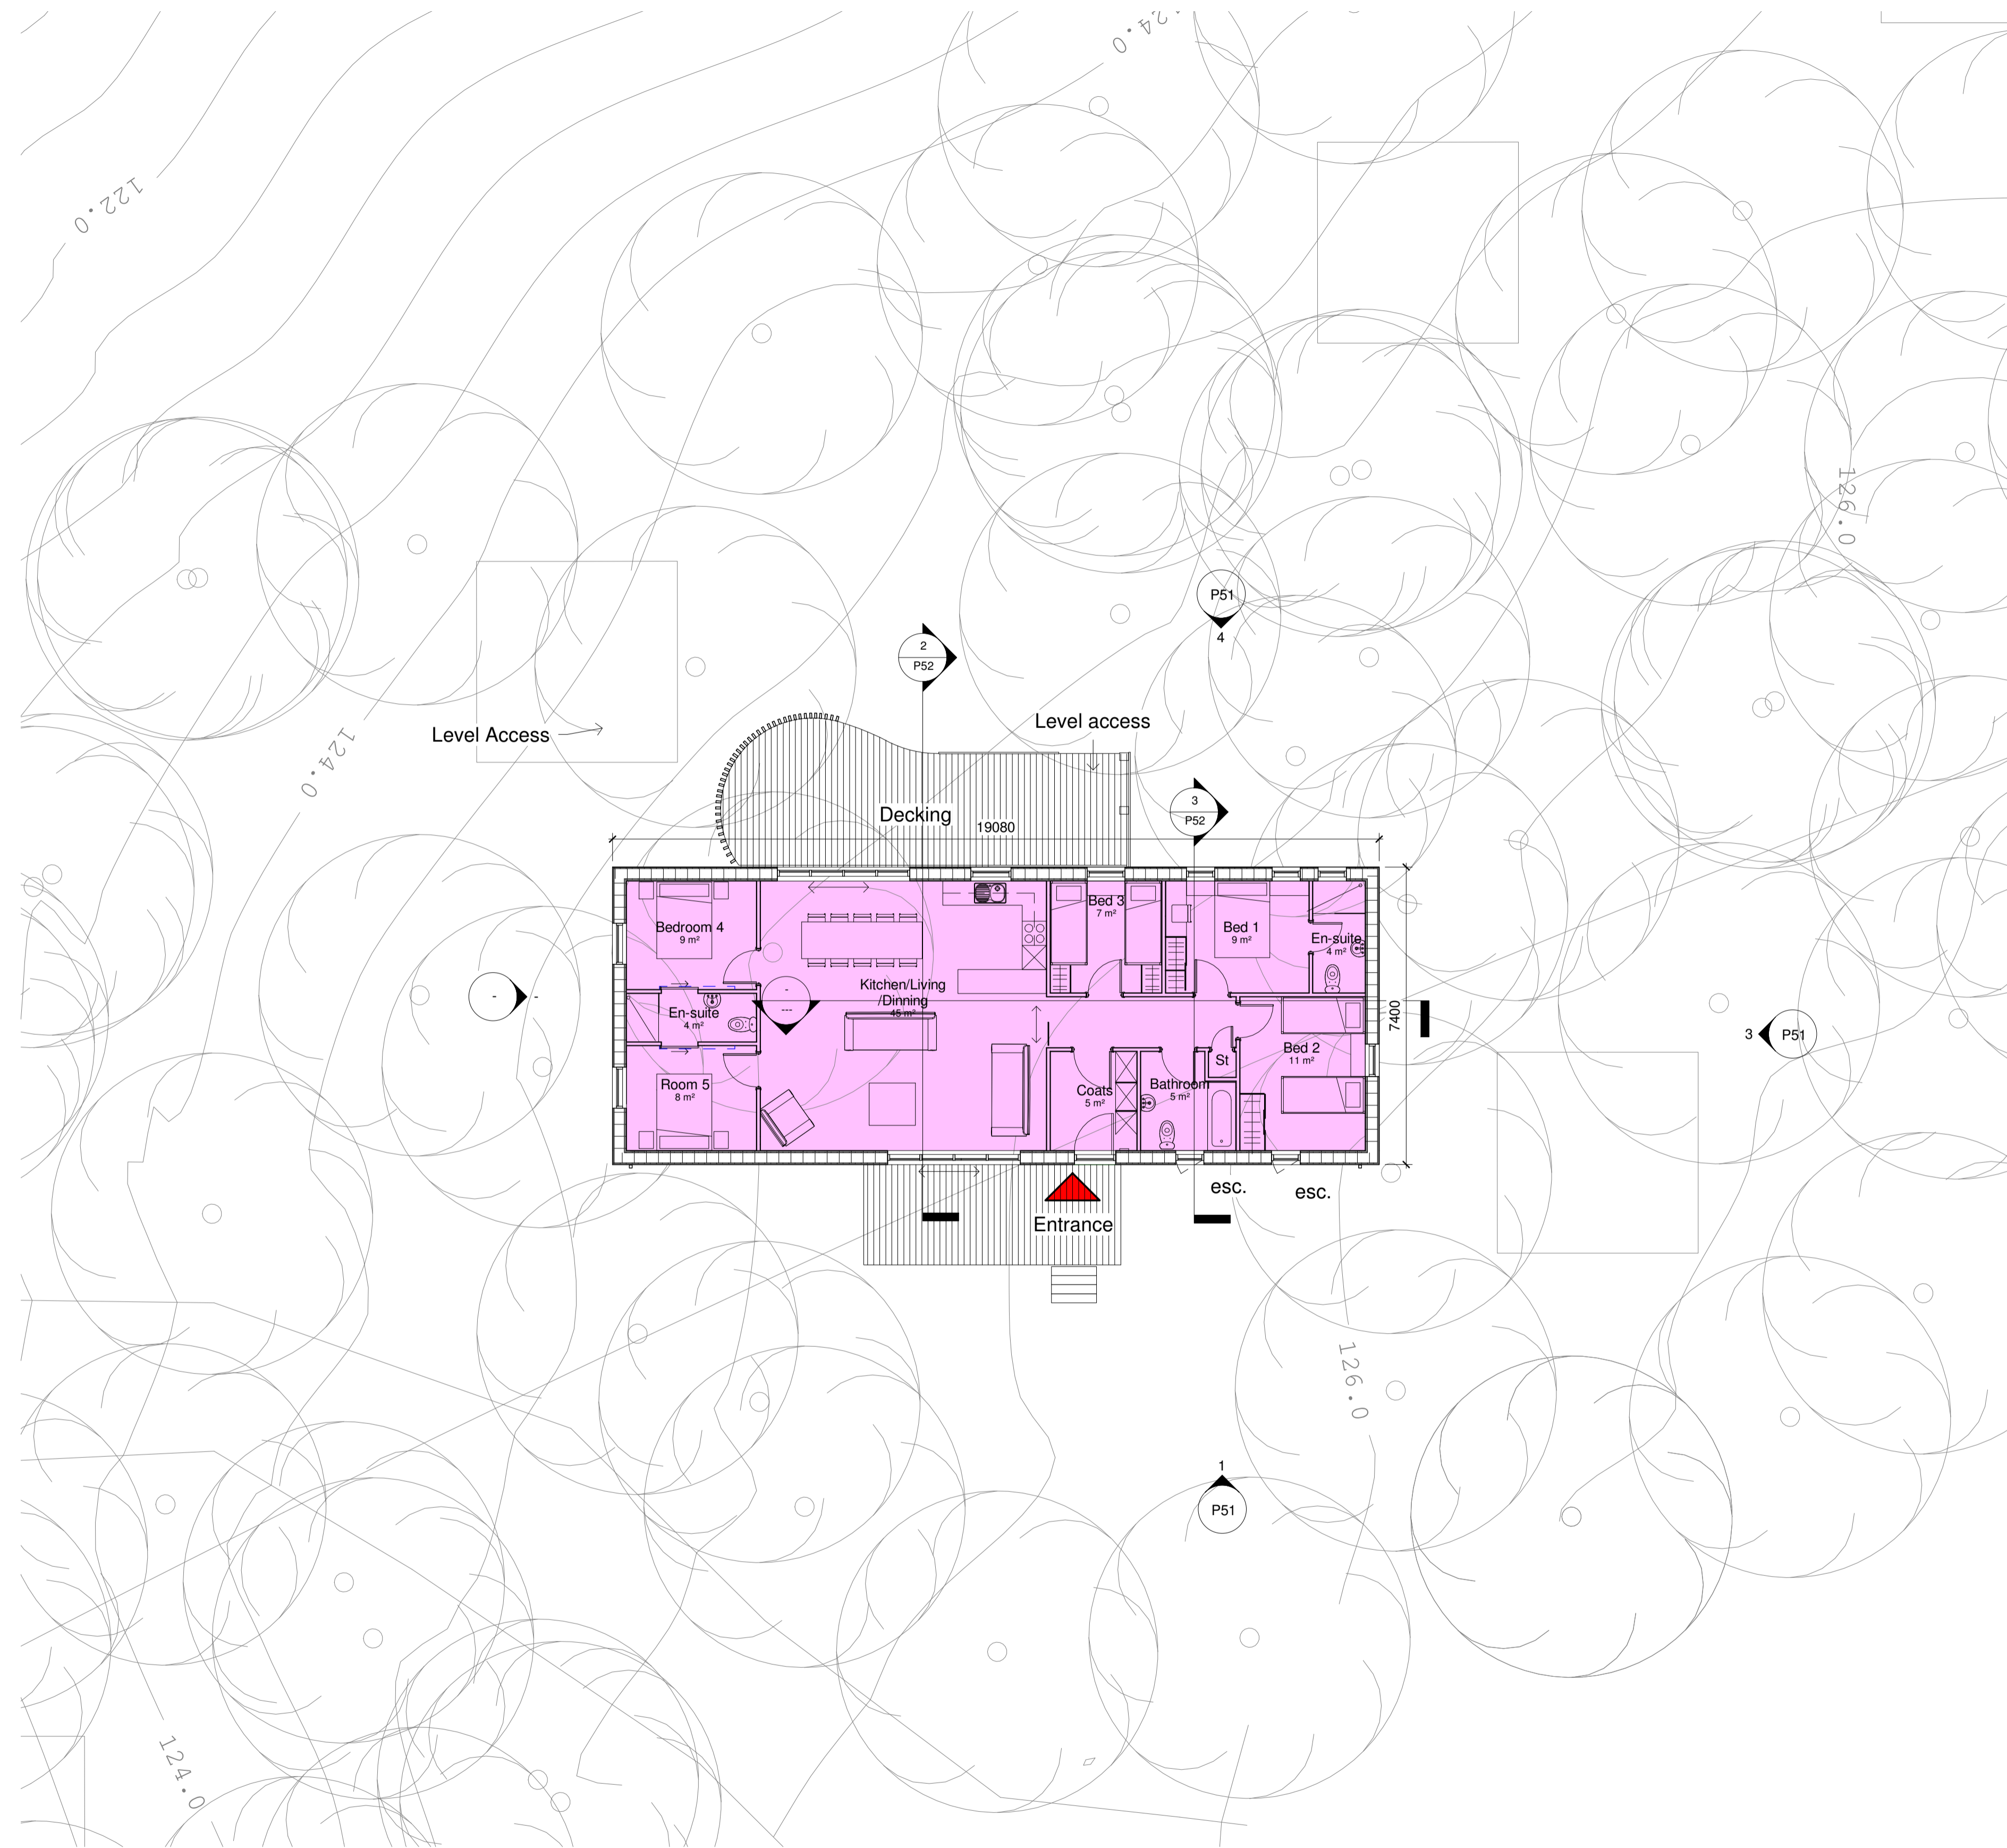 124.0
122.0
126.0
P51
4
2
P52
Level Access
Level access
124.0
3
P52
Decking
19080
Bedroom 4
9 m²
Bed 3
7 m²
Bed 1
9 m²
En-suite
4 m²
Kitchen/Living
/Dinning
45 m²
-
-
-
---
En-suite
4 m²
7400
3
P51
Bed 2
11 m²
St
Room 5
8 m²
Coats
5 m²
Bathroom
5 m²
esc.
esc.
Entrance
126.0
1
P51
124.0